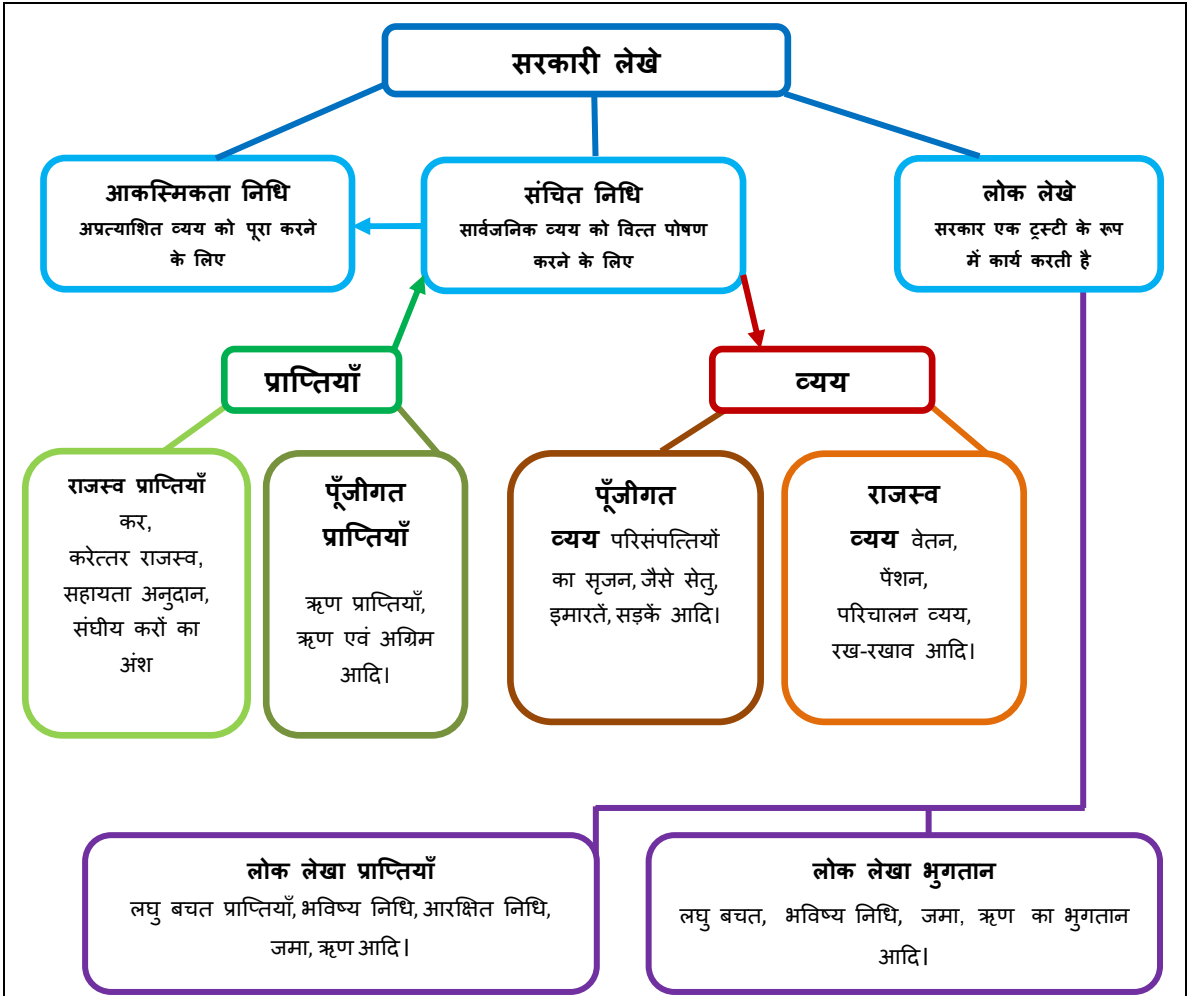 सरकारी लेखे
आकस्मिकता निधि
अप्रत्याशित व्यय को पूरा करने
के लिए
संचित निधि
सार्वजनिक व्यय को वित्त पोषण
करने के लिए
लोक लेखे
सरकार एक ट्रस्टी के रूप
में कार्य करती है
प्राप्तियाँ
व्यय
राजस्व प्राप्तियाँ
कर,
करेत्तर राजस्व,
सहायता अनुदान,
संघीय करों का
अंश
पूँजीगत
प्राप्तियाँ
ऋण प्राप्तियाँ,
ऋण एवं अग्रिम
आदि।
पूँजीगत
व्यय परिसंपत्तियों
का सृजन, जैसे सेतु,
इमारतें, सड़कें आदि।
राजस्व
व्यय वेतन,
पेंशन,
परिचालन व्यय,
रख-रखाव आदि।
लोक लेखा प्राप्तियाँ
लघु बचत प्राप्तियाँ, भविष्य निधि, आरक्षित निधि,
जमा, ऋण आदि।
लोक लेखा भुगतान
लघु बचत, भविष्य निधि, जमा, ऋण का भुगतान
आदि।